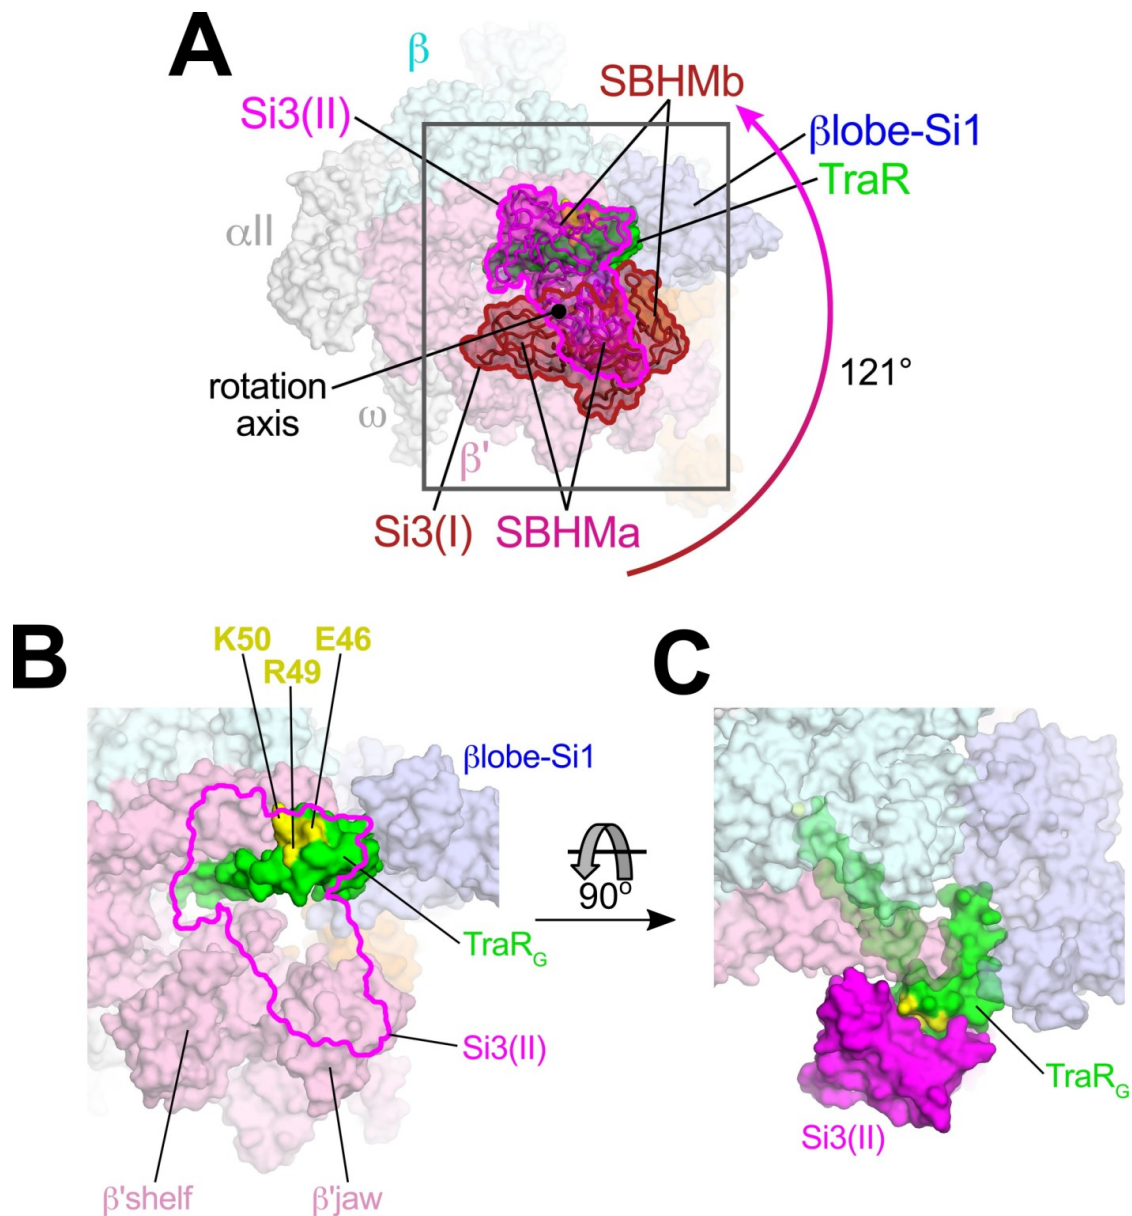 A
β
SBHMb
Si3(II)
βlobe-Si1
TraR
αII
121°
rotation
axis
ω
β'
Si3(I)
SBHMa
B
C
K50
E46
R49
βlobe-Si1
90°
TraRG
Si3(II)
TraRG
Si3(II)
β'shelf
β'jaw